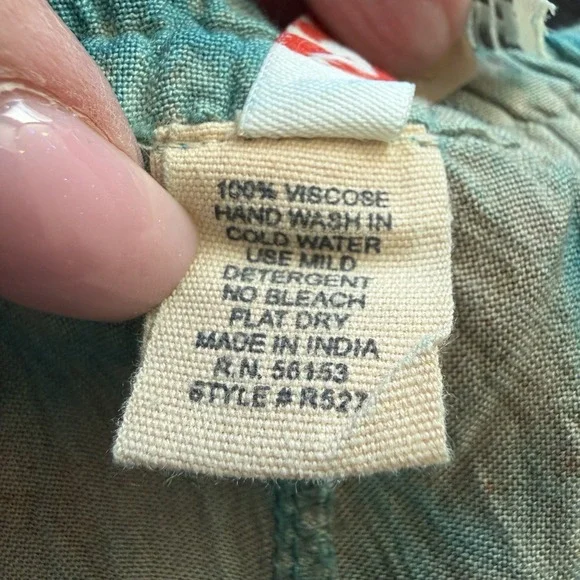 100% VISCOSE
HAND WASH IN
COLD WATER
USE MILD
DETERGENT
NO BLEACH
FLAT DRY
MADE IN INDIA
R.N. 56153
STYLE # R527